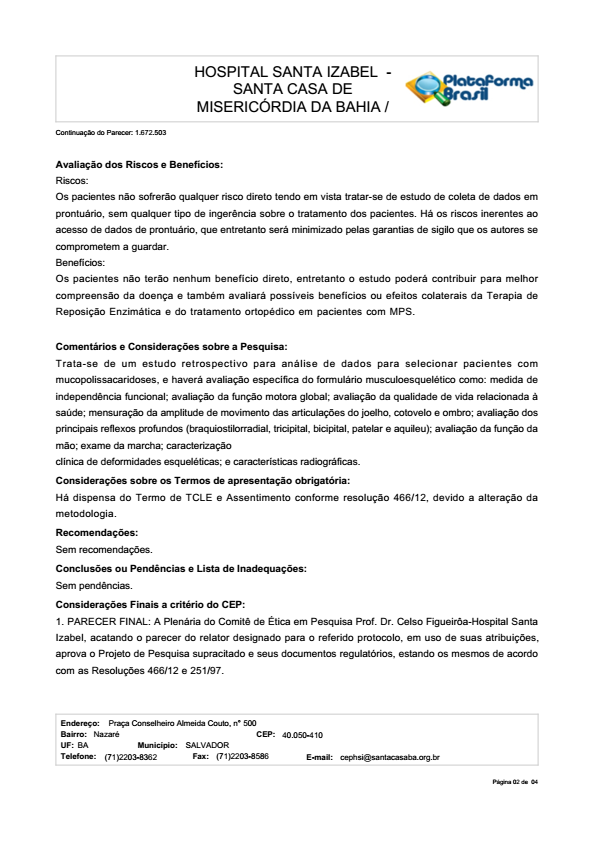 HOSPITAL SANTA IZABEL -
SANTA CASA DE
MISERICÓRDIA DA BAHIA /
Plataforma
Brasil
Continuação do Parecer: 1.672.503
Avaliação dos Riscos e Benefícios:
Riscos:
Os pacientes não sofrerão qualquer risco direto tendo em vista tratar-se de estudo de coleta de dados em
prontuário, sem qualquer tipo de ingerência sobre o tratamento dos pacientes. Há os riscos inerentes ao
acesso de dados de prontuário, que entretanto será minimizado pelas garantias de sigilo que os autores se
comprometem a guardar.
Benefícios:
Os pacientes não terão nenhum benefício direto, entretanto o estudo poderá contribuir para melhor
compreensão da doença e também avaliará possíveis benefícios ou efeitos colaterais da Terapia de
Reposição Enzimática e do tratamento ortopédico em pacientes com MPS.
Comentários e Considerações sobre a Pesquisa:
Trata-se de um estudo retrospectivo para análise de dados para selecionar pacientes com
mucopolissacaridoses, e haverá avaliação específica do formulário musculoesquelético como: medida de
independência funcional; avaliação da função motora global; avaliação da qualidade de vida relacionada à
saúde; mensuração da amplitude de movimento das articulações do joelho, cotovelo e ombro; avaliação dos
principais reflexos profundos (braquiostilorradial, tricipital, bicipital, patelar e aquileu); avaliação da função da
mão; exame da marcha; caracterização
clínica de deformidades esqueléticas; e características radiográficas.
Considerações sobre os Termos de apresentação obrigatória:
Há dispensa do Termo de TCLE e Assentimento conforme resolução 466/12, devido a alteração da
metodologia.
Recomendações:
Sem recomendações.
Conclusões ou Pendências e Lista de Inadequações:
Sem pendências.
Considerações Finais a critério do CEP:
1. PARECER FINAL: A Plenária do Comitê de Ética em Pesquisa Prof. Dr. Celso Figueirôa-Hospital Santa
Izabel, acatando o parecer do relator designado para o referido protocolo, em uso de suas atribuições,
aprova o Projeto de Pesquisa supracitado e seus documentos regulatórios, estando os mesmos de acordo
com as Resoluções 466/12 e 251/97.
Endereço: Praça Conselheiro Almeida Couto, n° 500
Bairro: Nazaré CEP: 40.050-410
UF: BA Município: SALVADOR
Telefone: (71)2203-8362 Fax: (71)2203-8586 E-mail: cephsi@santacasaba.org.br
Página 02 de 04